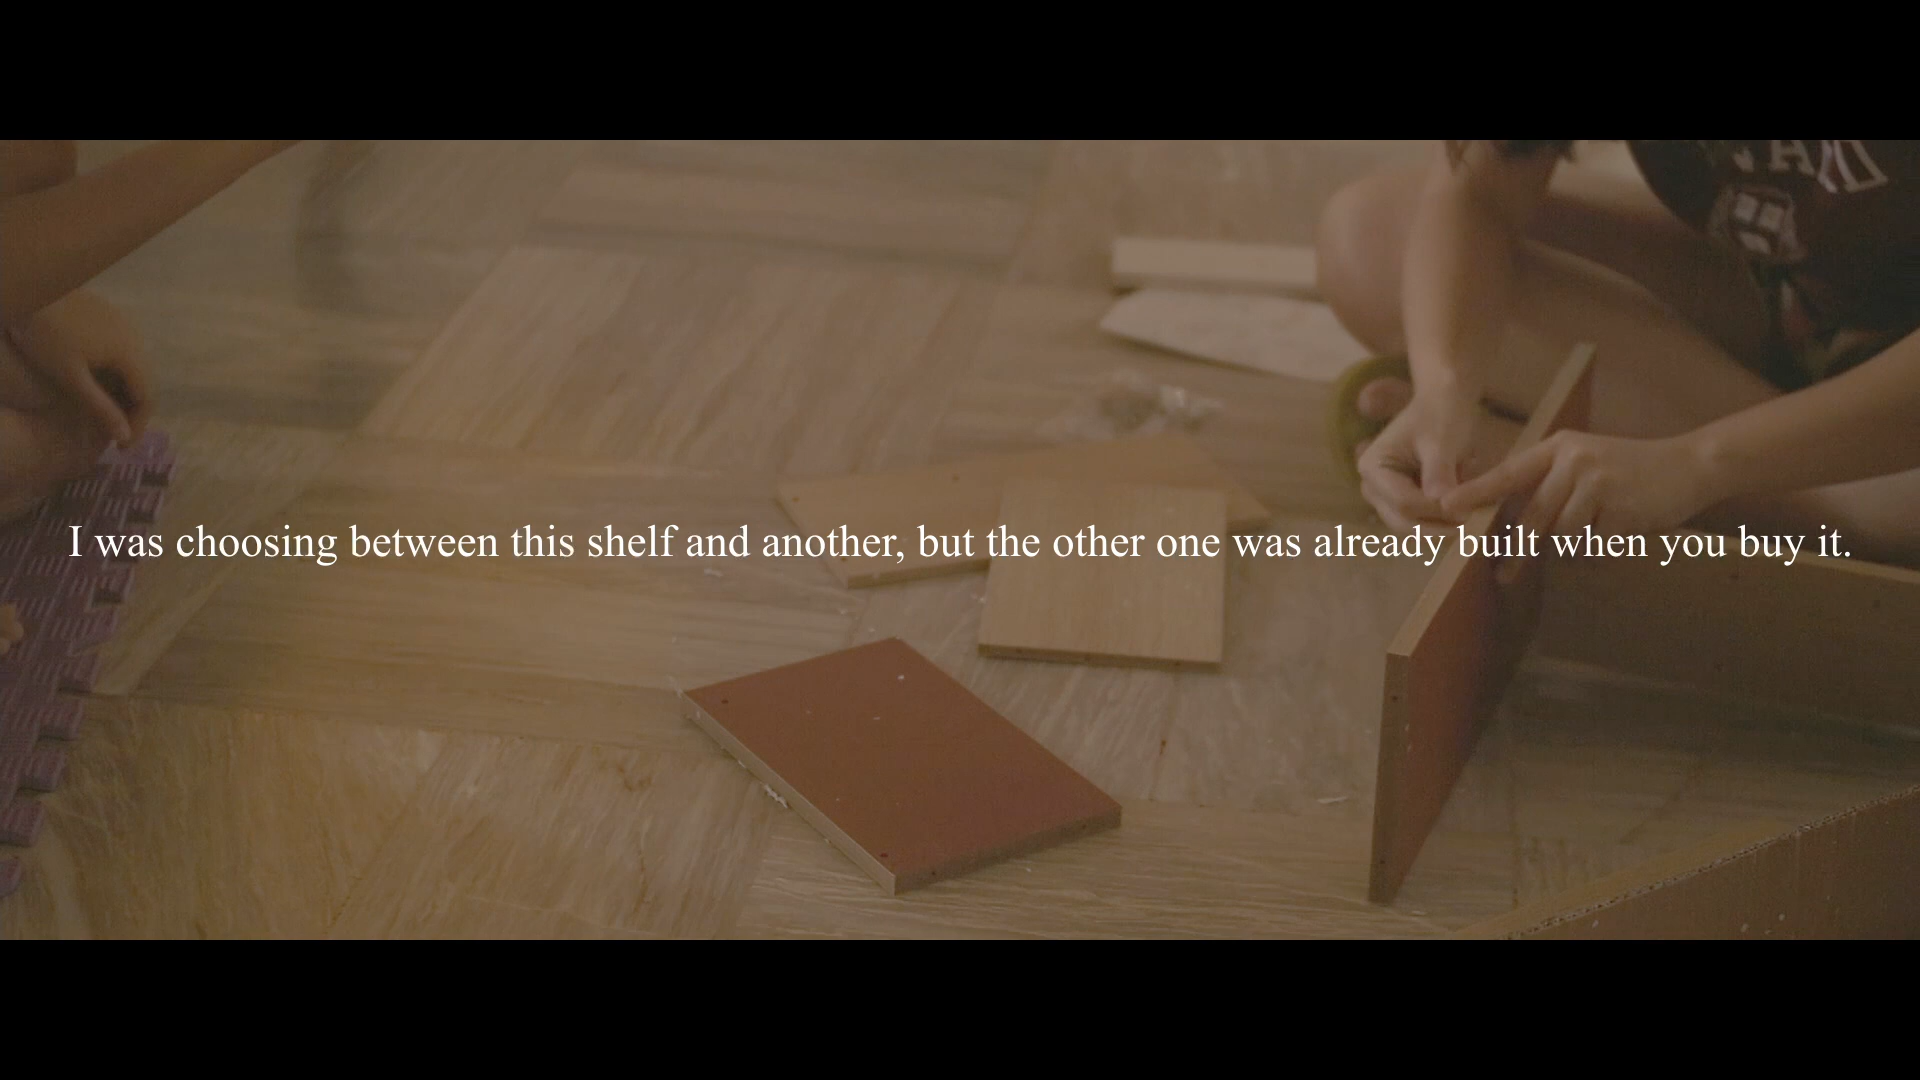 I was choosing between this shelf and another, but the other one was already built when you buy it.